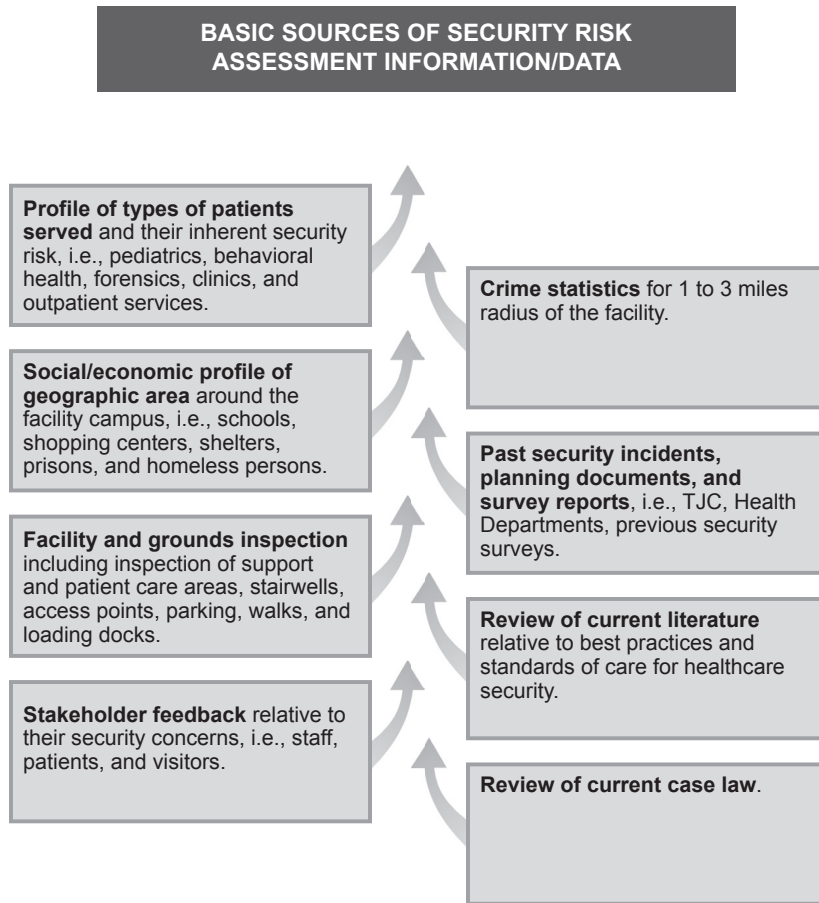 BASIC SOURCES OF SECURITY RISK
ASSESSMENT INFORMATION/DATA
Profile of types of patients
served and their inherent security
risk, i.e., pediatrics, behavioral
health, forensics, clinics, and
outpatient services.
Crime statistics for 1 to 3 miles
radius of the facility.
Social/economic profile of
geographic area around the
facility campus, i.e., schools,
shopping centers, shelters,
prisons, and homeless persons.
Past security incidents,
planning documents, and
survey reports, i.e., TJC, Health
Departments, previous security
surveys.
Facility and grounds inspection
including inspection of support
and patient care areas, stairwells,
access points, parking, walks, and
loading docks.
Review of current literature
relative to best practices and
standards of care for healthcare
security.
Stakeholder feedback relative to
their security concerns, i.e., staff,
patients, and visitors.
Review of current case law.